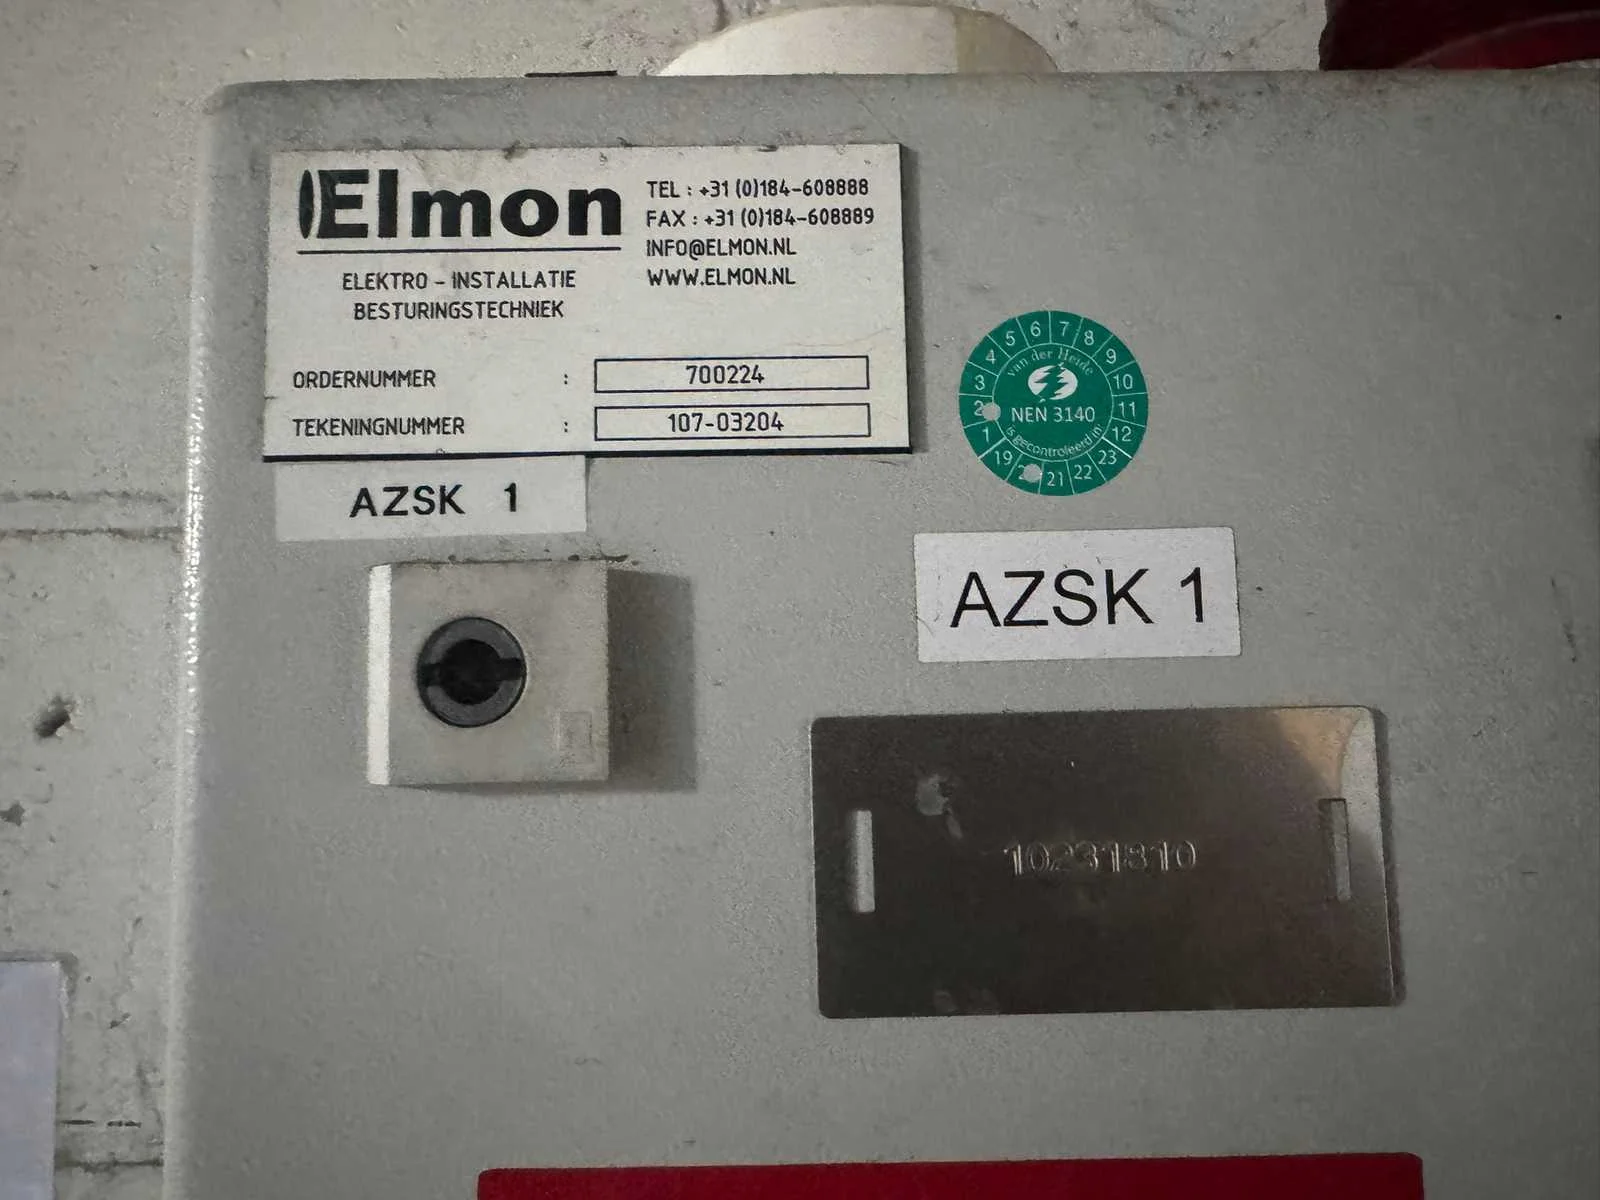 Elmon
TEL : +31 (0)184-608888
FAX : +31 (0)184-608889
INFO@ELMON.NL
WWW.ELMON.NL
ELEKTRO - INSTALLATIE
BESTURINGSTECHNIEK
ORDERNUMMER : 700224
TEKENINGNUMMER : 107-03204
AZSK 1
van der Heide
NEN 3140
is gecontroleerd in:
1 2 3 4 5 6 7 8 9 10 11 12
19 21 22 23
AZSK 1
10231810